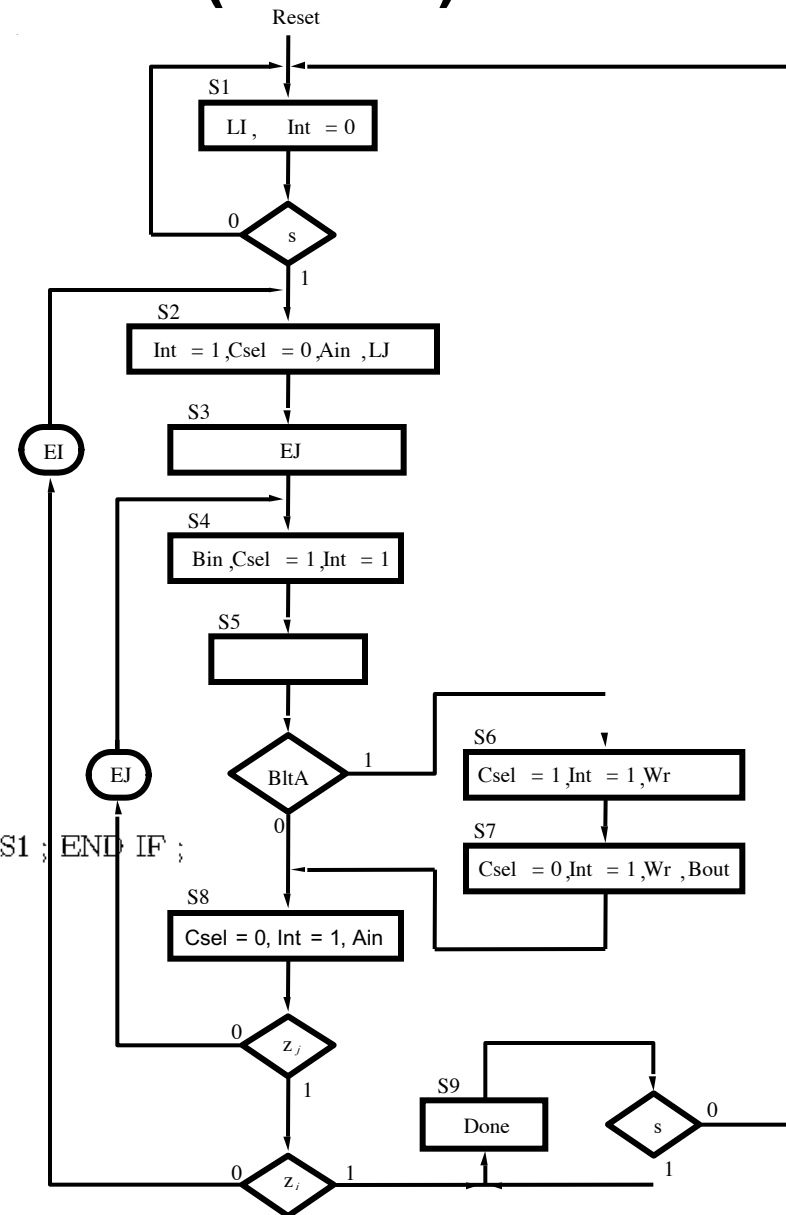 Reset
S1
LI, Int = 0
0
s
1
S2
Int = 1,Csel = 0,Ain ,LJ
S3
EI
EJ
S4
Bin ,Csel = 1,Int = 1
S5
S6
1
EJ
BltA
Csel = 1,Int = 1,Wr
0
S7
S1 ; END IF ;
Csel = 0,Int = 1,Wr ,Bout
S8
Csel = 0, Int = 1, Ain
0
z j
1
S9
0
Done
s
1
0
1
z i